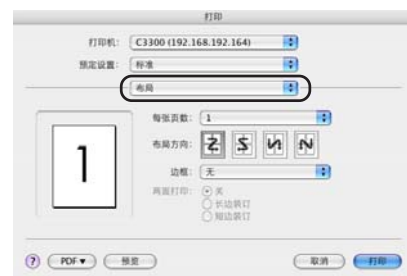 打印
打印机: C3300 (192.168.192.164)
预定设置: 标准
布局
每张页数: 1
布局方向:
边框: 无
两面打印: 关
长边装订
短边装订
1
? PDF▼ 预览 取消 打印